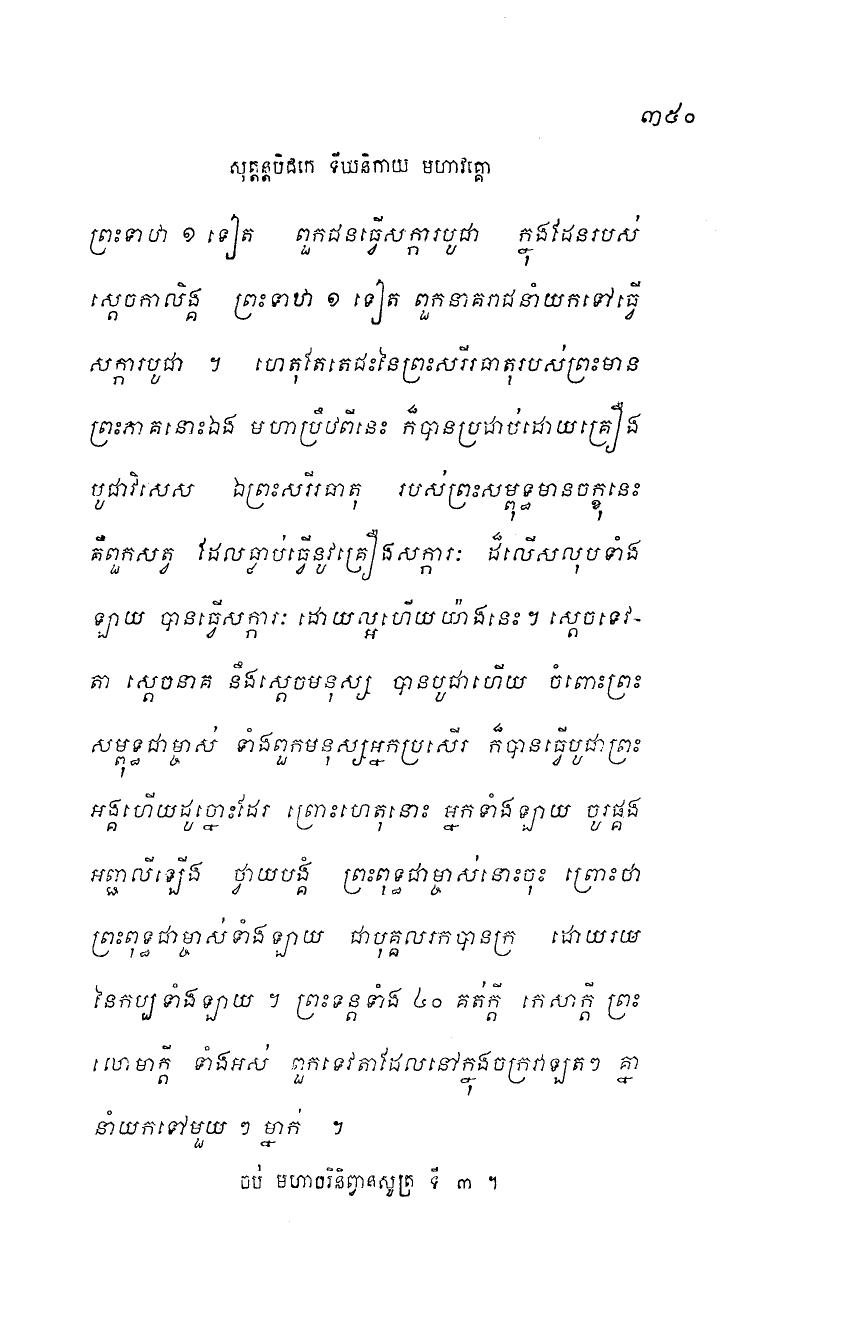 ៣៥០
សុត្តន្តបិដកេ ទីឃនិកាយ មហាវគ្គោ
ព្រះទាឋា ១ ទៀត ពួកជនធ្វើសក្ការបូជា ក្នុងដែនរបស់
ស្តេចកាលិង្គ ព្រះទាឋា ១ ទៀត ពួកនាគរាជនាំយកទៅធ្វើ
សក្ការបូជា ។ ហេតុតែតេជះនៃព្រះសរីរធាតុរបស់ព្រះមាន
ព្រះភាគនោះឯង មហាប្រឹថពីនេះ ក៏បានប្រដាប់ដោយគ្រឿង
បូជាវិសេស ឯព្រះសរីរធាតុ របស់ព្រះសម្ពុទ្ធមានចក្ខុនេះ
គឺពួកសត្វ ដែលធ្លាប់ធ្វើនូវគ្រឿងសក្ការៈ ដ៏លើសលុបទាំង
ឡាយ បានធ្វើសក្ការៈ ដោយល្អហើយយ៉ាងនេះ។ ស្តេចទេវ-
តា ស្តេចនាគ នឹងស្តេចមនុស្ស បានបូជាហើយ ចំពោះព្រះ
សម្ពុទ្ធជាម្ចាស់ ទាំងពួកមនុស្សអ្នកប្រសើរ ក៏បានធ្វើបូជាព្រះ
អង្គហើយដូច្នោះដែរ ព្រោះហេតុនោះ អ្នកទាំងឡាយ ចូរផ្គង
អញ្ជលីឡើង ថ្វាយបង្គំ ព្រះពុទ្ធជាម្ចាស់នោះចុះ ព្រោះថា
ព្រះពុទ្ធជាម្ចាស់ទាំងឡាយ ជាបុគ្គលរកបានក្រ ដោយរយ
នៃកប្បទាំងឡាយ ។ ព្រះទន្តទាំង ៤០ គត់ក្តី កេសាក្តី ព្រះ
លោមាក្តី ទាំងអស់ ពួកទេវតាដែលនៅក្នុងចក្រវាឡតៗ គ្នា
នាំយកទៅមួយ ៗ ម្នាក់ ។
ចប់ មហាបរិនិព្វានសូត្រ ទី ៣ ។